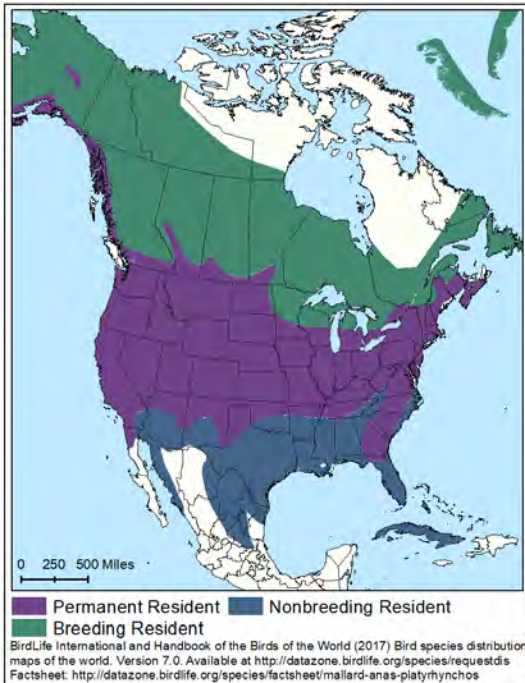 0 250 500 Miles
Permanent Resident Nonbreeding Resident
Breeding Resident
BirdLife International and Handbook of the Birds of the World (2017) Bird species distribution
maps of the world. Version 7.0. Available at http://datazone.birdlife.org/species/requestdis
Factsheet: http://datazone.birdlife.org/species/factsheet/mallard-anas-platyrhynchos